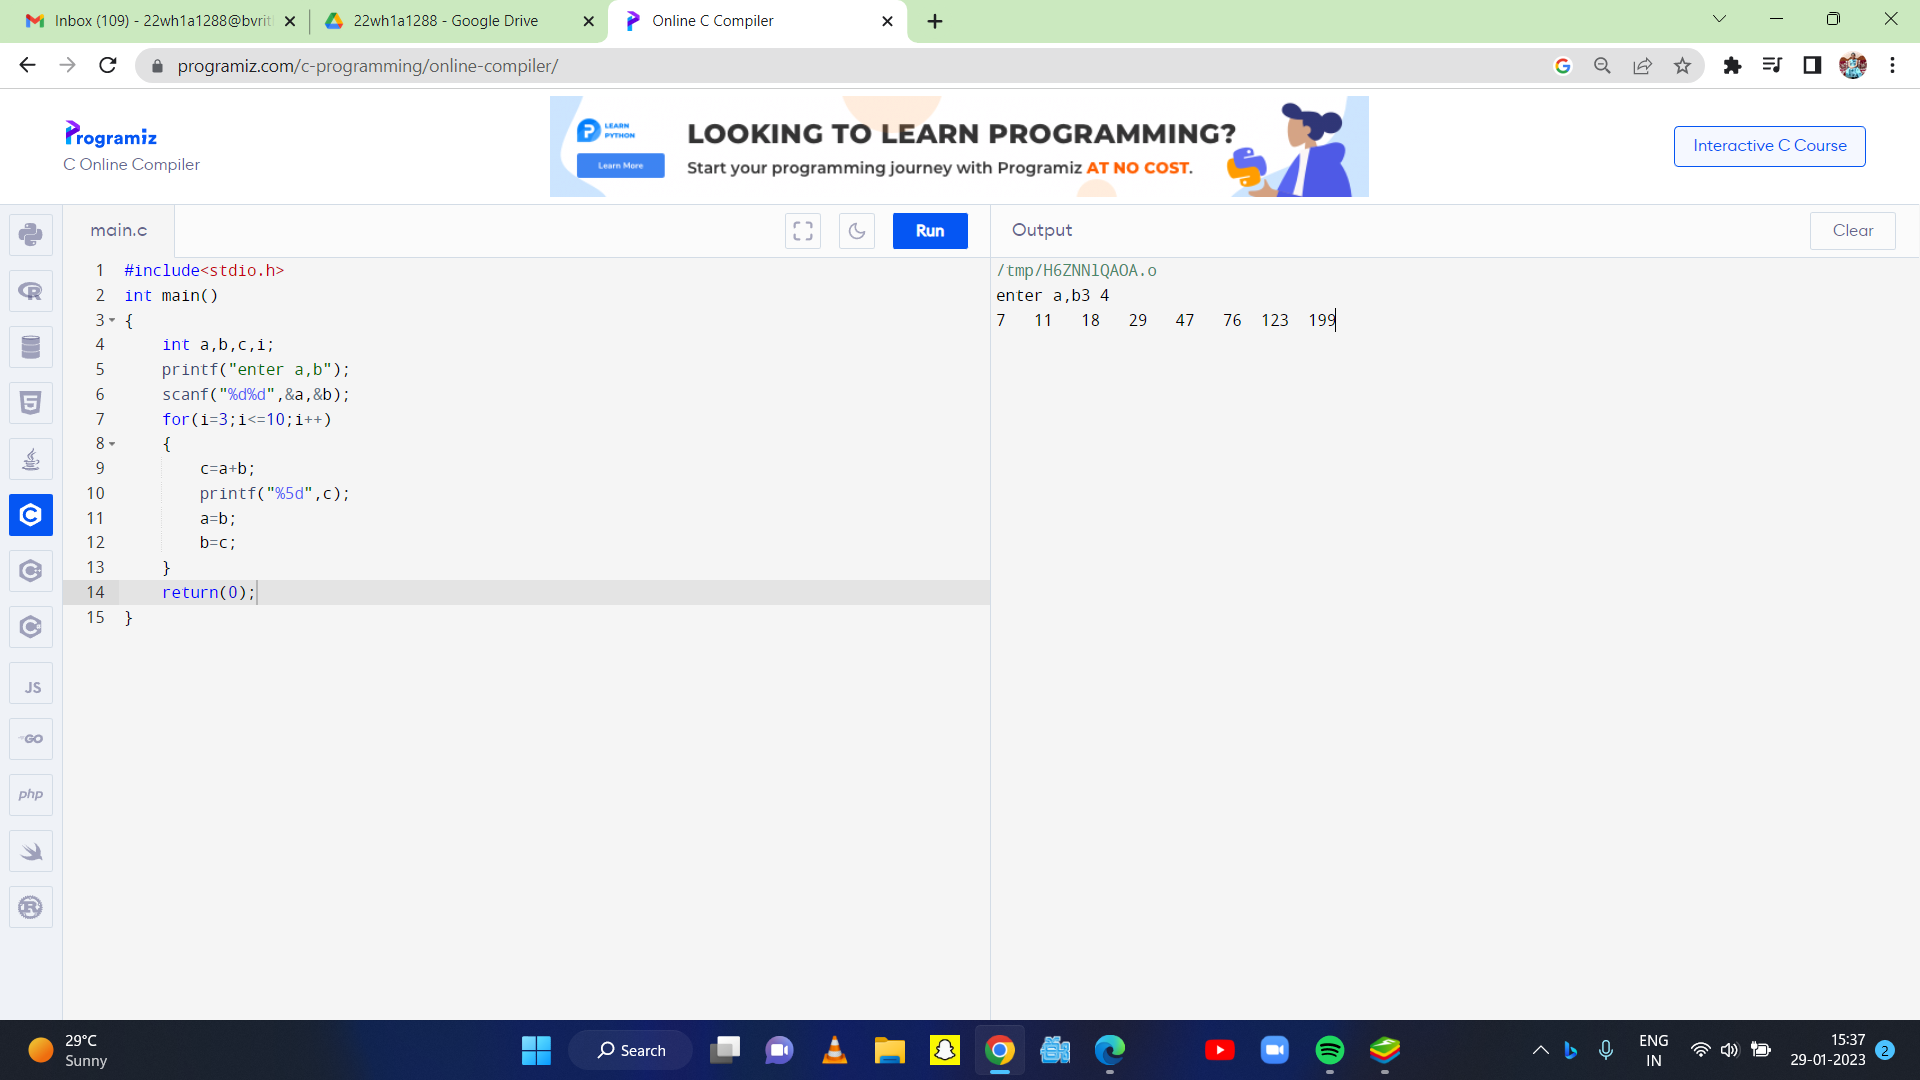 Inbox (109) - 22wh1a1288@bvrit
22wh1a1288 - Google Drive
Online C Compiler
programiz.com/c-programming/online-compiler/
Programiz
C Online Compiler
LEARN
PYTHON
Learn More
LOOKING TO LEARN PROGRAMMING?
Start your programming journey with Programiz AT NO COST.
Interactive C Course
main.c
Run
Output
Clear
1 #include<stdio.h>
2 int main()
3 {
4     int a,b,c,i;
5     printf("enter a,b");
6     scanf("%d%d",&a,&b);
7     for(i=3;i<=10;i++)
8     {
9         c=a+b;
10         printf("%5d",c);
11         a=b;
12         b=c;
13     }
14     return(0);
15 }
/tmp/H6ZNNlQAOA.o
enter a,b3 4
7   11   18   29   47   76  123  199
JS
GO
php
29°C
Sunny
Search
ENG
IN
15:37
29-01-2023
2